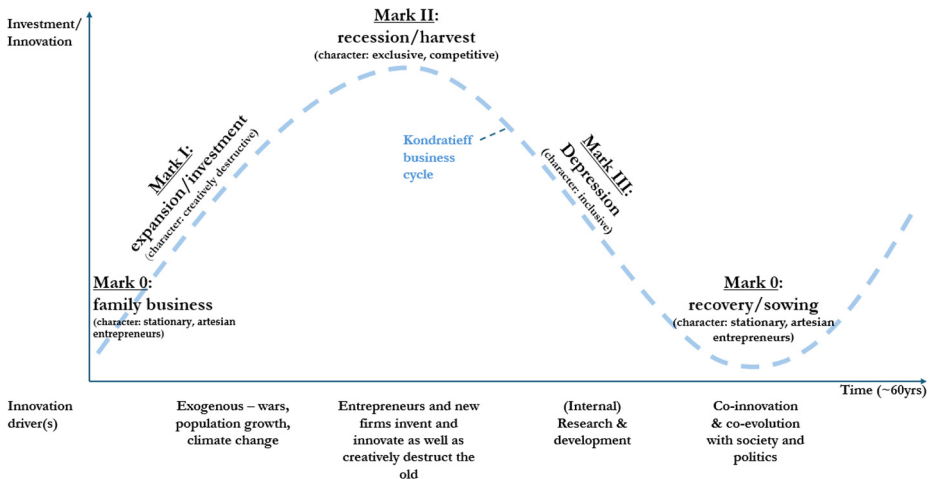 Investment/
Innovation
Mark II:
recession/harvest
(character: exclusive, competitive)
Mark I:
expansion/investment
(character: creatively destructive)
Kondratieff
business
cycle
Mark III:
Depression
(character: inclusive)
Mark 0:
family business
(character: stationary, artesian
entrepreneurs)
Mark 0:
recovery/sowing
(character: stationary, artesian
entrepreneurs)
Time (~60yrs)
Innovation
driver(s)
Exogenous – wars,
population growth,
climate change
Entrepreneurs and new
firms invent and
innovate as well as
creatively destruct the
old
(Internal)
Research &
development
Co-innovation
& co-evolution
with society and
politics